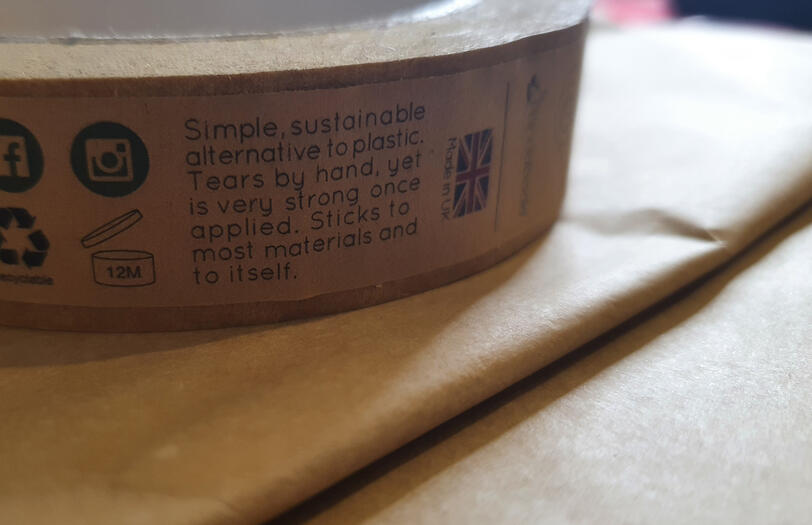 Simple, sustainable
alternative to plastic.
Tears by hand, yet
is very strong once
applied. Sticks to
most materials and
to itself.
12M
Made in UK